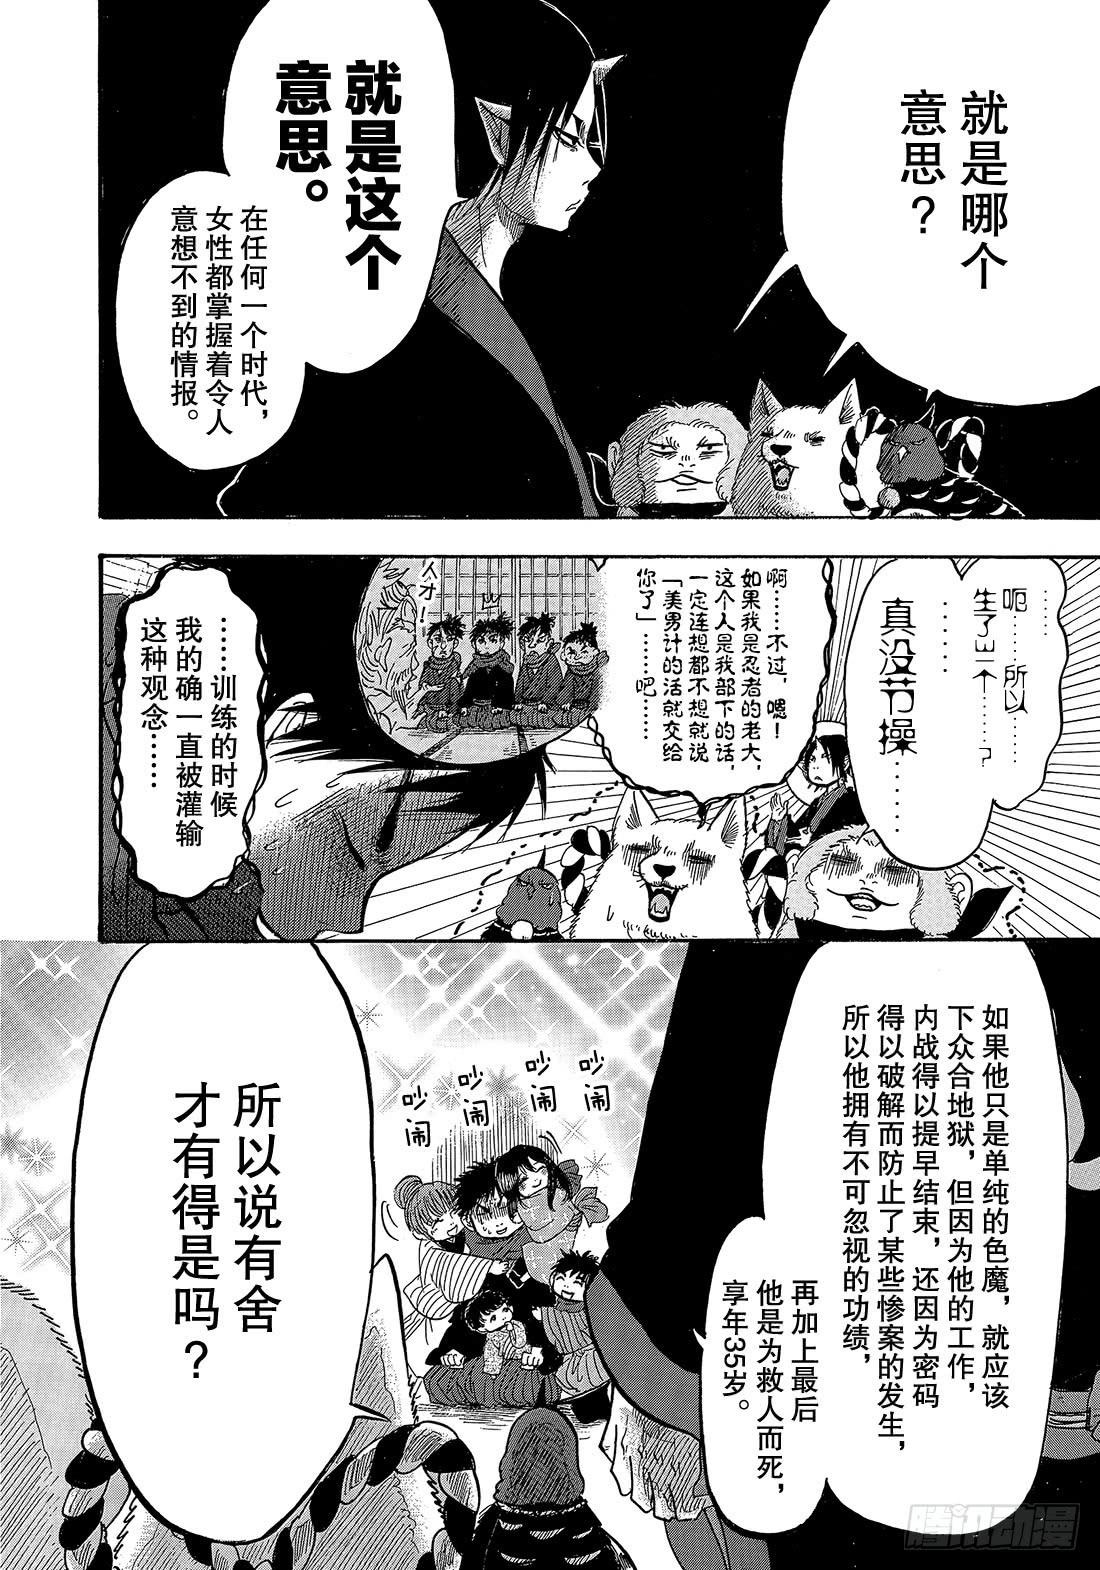 就是哪个
意思？
就是这个
意思。
在任何一个时代，
女性都掌握着令人
意想不到的情报。
呃……所以……
生了三个……？
……
真没节操……
啊……不过，嗯！
如果我是忍者的老大，
这个人是我部下的话，
一定连想都不想就说
「美男计的活就交给
你了」……吧……
人才！
……训练的时候
我的确一直被灌输
这种观念……
如果他只是单纯的色魔，就应该
下众合地狱，但因为他的工作，
内战得以提早结束，还因为密码
得以破解而防止了某些惨案的发生，
所以他拥有不可忽视的功绩，
再加上最后
他是为救人而死，
享年35岁。
吵闹
吵闹
吵闹
吵闹
所以说有舍
才有得是吗？
腾讯动漫